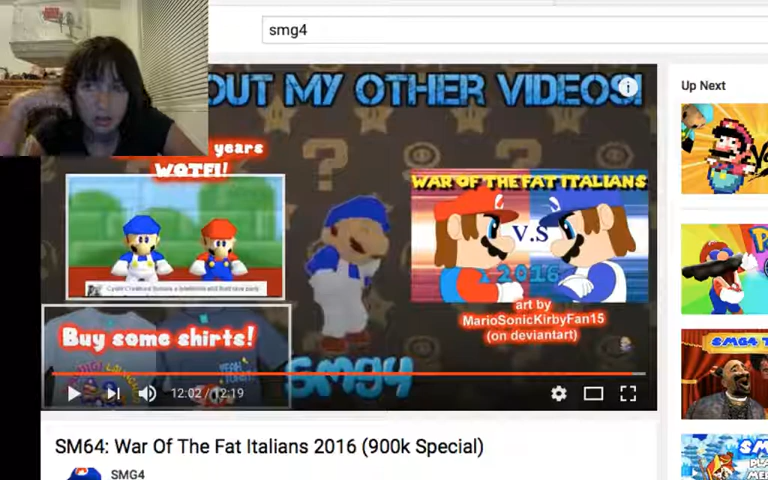 smg4
OUT MY OTHER VIDEOS!
Up Next
years
WOTFI!
WAR OF THE FAT ITALIANS
V.S
2016
art by
MarioSonicKirbyFan15
(on deviantart)
Buy some shirts!
smg4
12:02 / 12:19
SM64: War Of The Fat Italians 2016 (900k Special)
SMG4